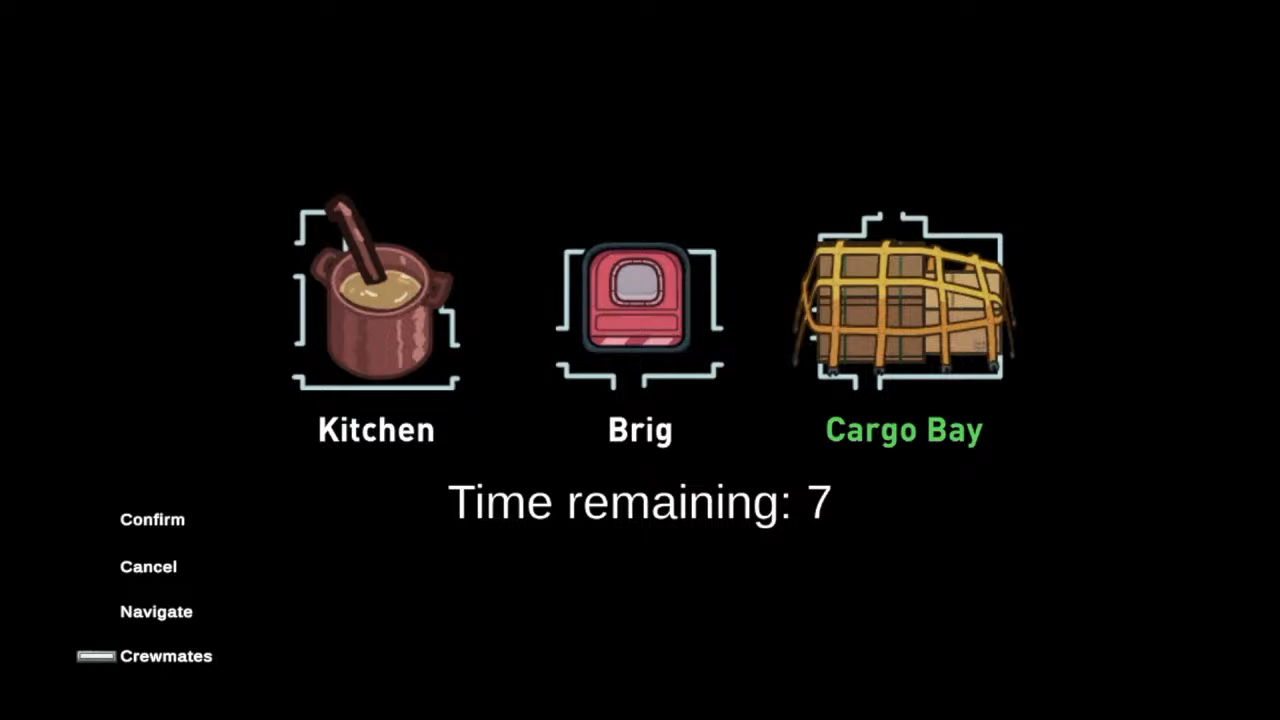 Kitchen
Brig
Cargo Bay
Time remaining: 7
Confirm
Cancel
Navigate
Crewmates